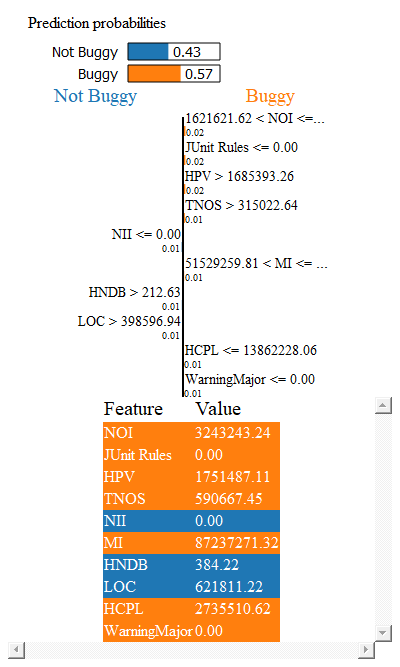 Prediction probabilities
Not Buggy 0.43
Buggy 0.57
Not Buggy Buggy
1621621.62 < NOI <=...
0.02
JUnit Rules <= 0.00
0.02
HPV > 1685393.26
0.02
TNOS > 315022.64
0.01
NII <= 0.00
0.01
51529259.81 < MI <= ...
0.01
HNDB > 212.63
0.01
LOC > 398596.94
0.01
HCPL <= 13862228.06
0.01
WarningMajor <= 0.00
0.01
Feature Value
NOI 3243243.24
JUnit Rules 0.00
HPV 1751487.11
TNOS 590667.45
NII 0.00
MI 87237271.32
HNDB 384.22
LOC 621811.22
HCPL 2735510.62
WarningMajor 0.00